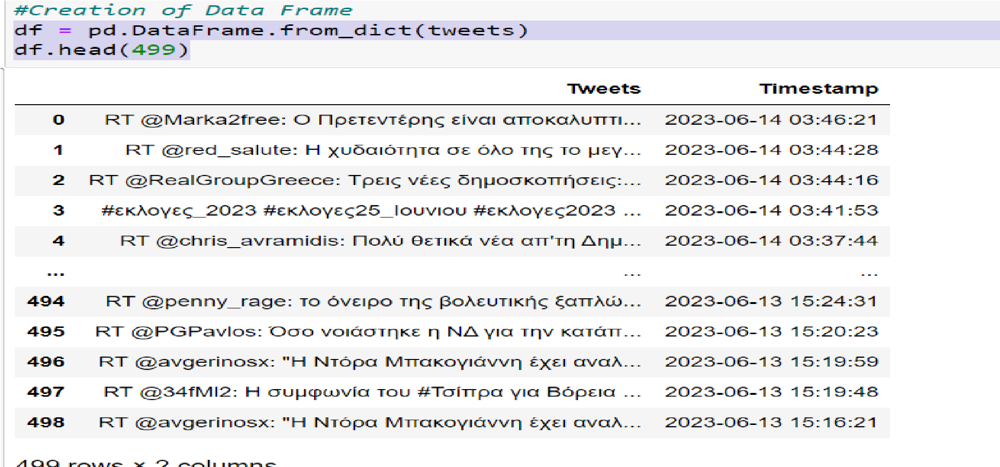 #Creation of Data Frame
df = pd.DataFrame.from_dict(tweets)
df.head(499)
Tweets Timestamp
0 RT @Marka2free: Ο Πρετεντέρης είναι αποκαλυπτι... 2023-06-14 03:46:21
1 RT @red_salute: Η χυδαιότητα σε όλο της το μεγ... 2023-06-14 03:44:28
2 RT @RealGroupGreece: Τρεις νέες δημοσκοπήσεις:... 2023-06-14 03:44:16
3 #εκλογες_2023 #εκλογες25_Ιουνιου #εκλογες2023 ... 2023-06-14 03:41:53
4 RT @chris_avramidis: Πολύ θετικά νέα απ'τη Δημ... 2023-06-14 03:37:44
... ... ...
494 RT @penny_rage: το όνειρο της βολευτικής ξαπλώ... 2023-06-13 15:24:31
495 RT @PGPavlos: Όσο νοιάστηκε η ΝΔ για την κατάπ... 2023-06-13 15:20:23
496 RT @avgerinosx: "Η Ντόρα Μπακογιάννη έχει αναλ... 2023-06-13 15:19:59
497 RT @34fMl2: Η συμφωνία του #Τσίπρα για Βόρεια ... 2023-06-13 15:19:48
498 RT @avgerinosx: "Η Ντόρα Μπακογιάννη έχει αναλ... 2023-06-13 15:16:21
499 rows × 2 columns